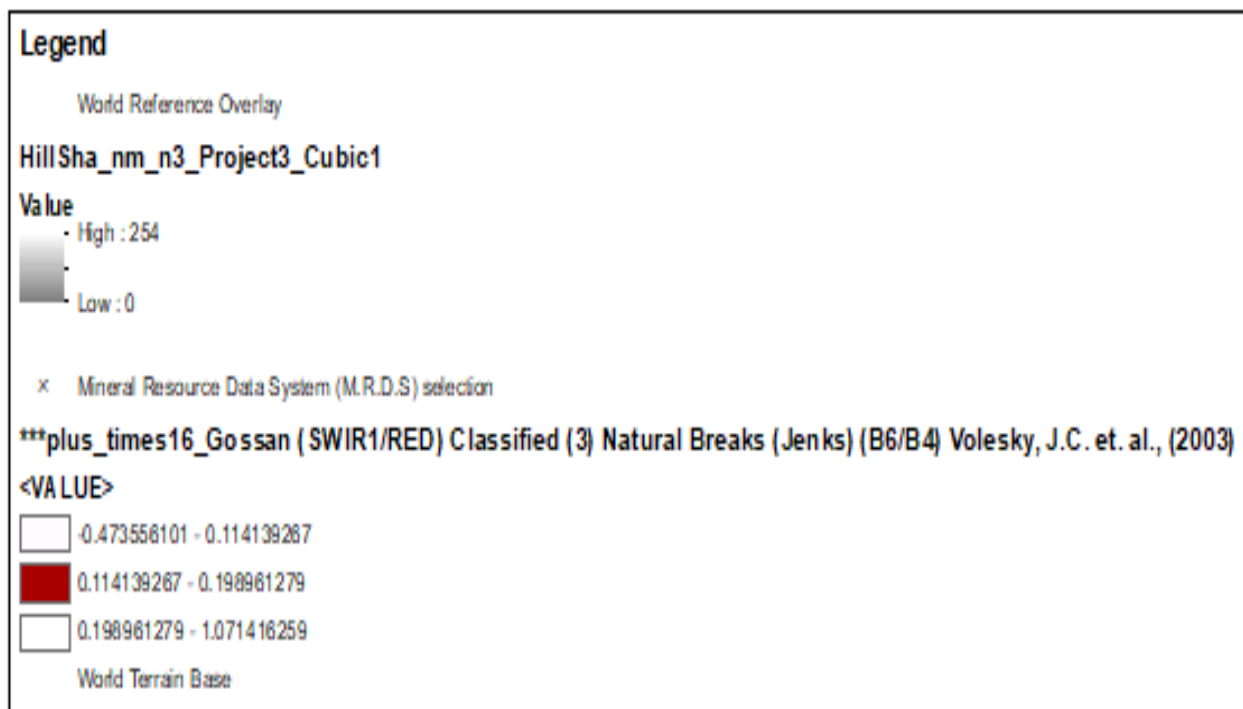 Legend
World Reference Overlay
HillSha_nm_n3_Project3_Cubic1
Value
High : 254
Low : 0
x Mineral Resource Data System (M.R.D.S) selection
***plus_times16_Gossan (SWIR1/RED) Classified (3) Natural Breaks (Jenks) (B6/B4) Volesky, J.C. et. al., (2003)
<VALUE>
-0.473556101 - 0.114139267
0.114139267 - 0.198961279
0.198961279 - 1.071416259
World Terrain Base